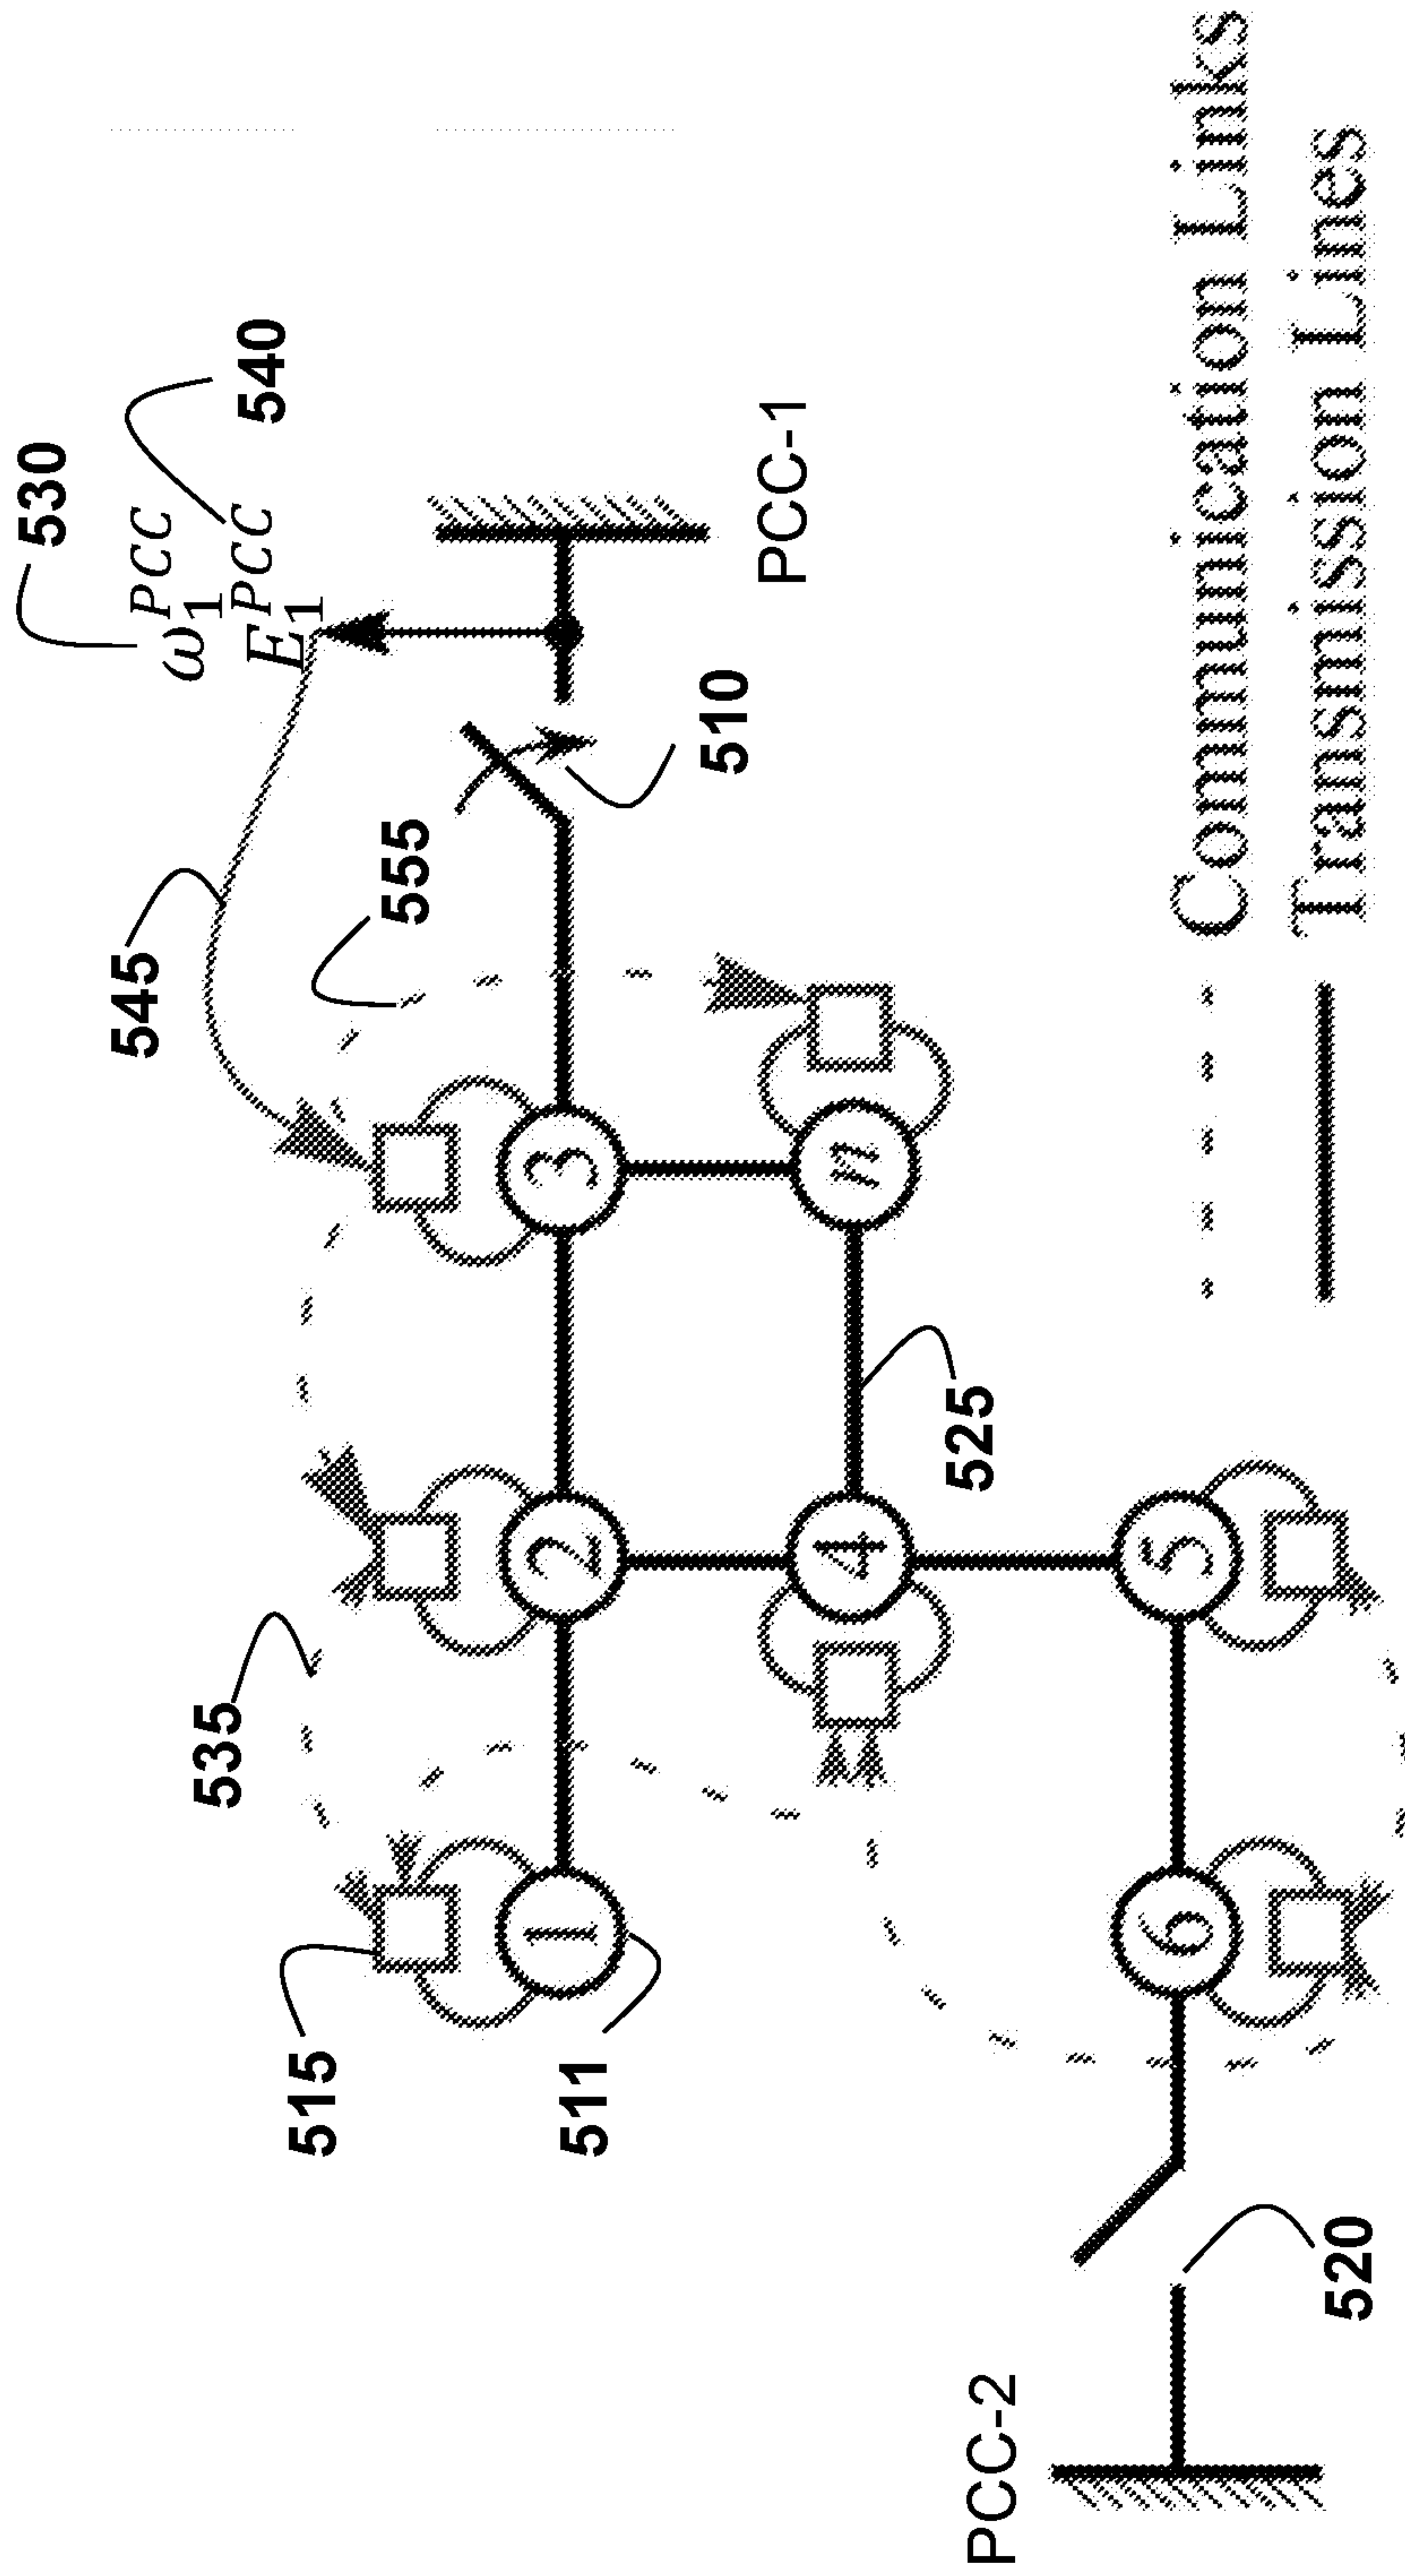 530
540
ω₁ᴾᶜᶜ
E₁ᴾᶜᶜ
545
555
510
PCC-1
535
515
511
1
2
3
4
n
525
5
6
520
PCC-2
Communication Links
Transmission Lines